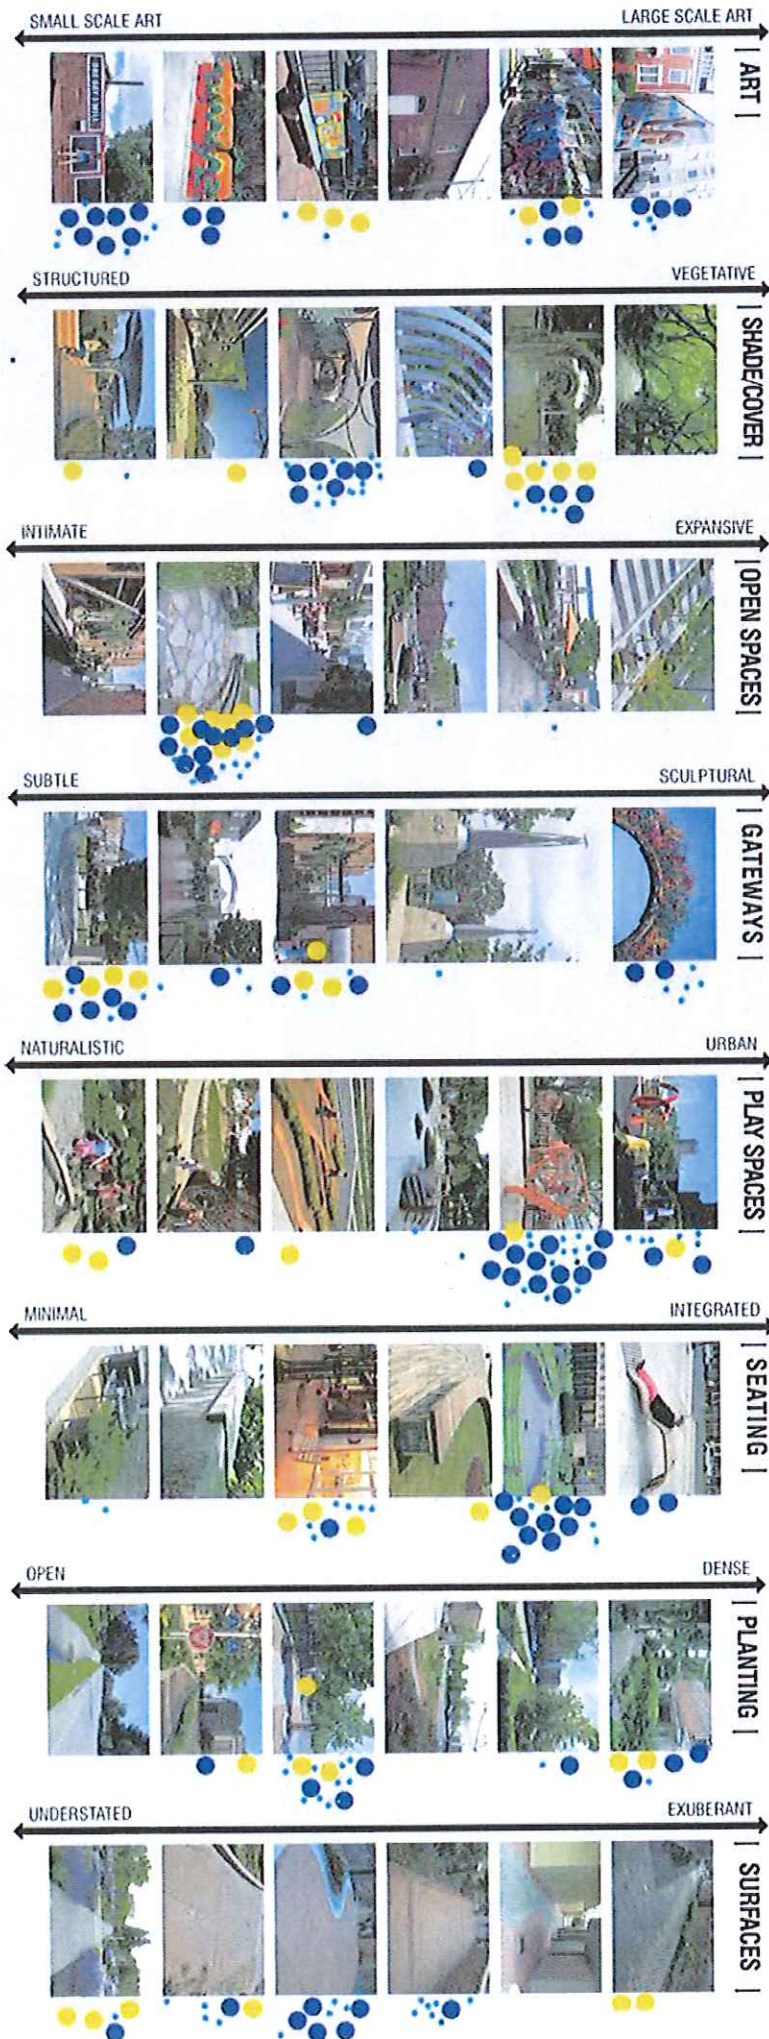 SMALL SCALE ART
LARGE SCALE ART
| ART |
STRUCTURED
VEGETATIVE
| SHADE/COVER |
INTIMATE
EXPANSIVE
|OPEN SPACES|
SUBTLE
SCULPTURAL
| GATEWAYS |
NATURALISTIC
URBAN
| PLAY SPACES |
MINIMAL
INTEGRATED
| SEATING |
OPEN
DENSE
| PLANTING |
UNDERSTATED
EXUBERANT
| SURFACES |